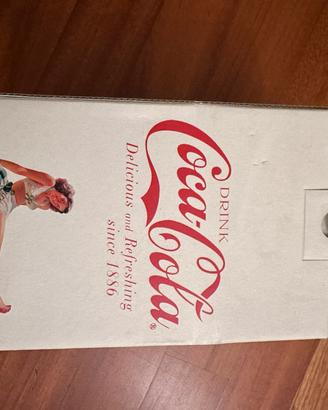 DRINK
Coca-Cola®
Delicious and Refreshing
since 1886